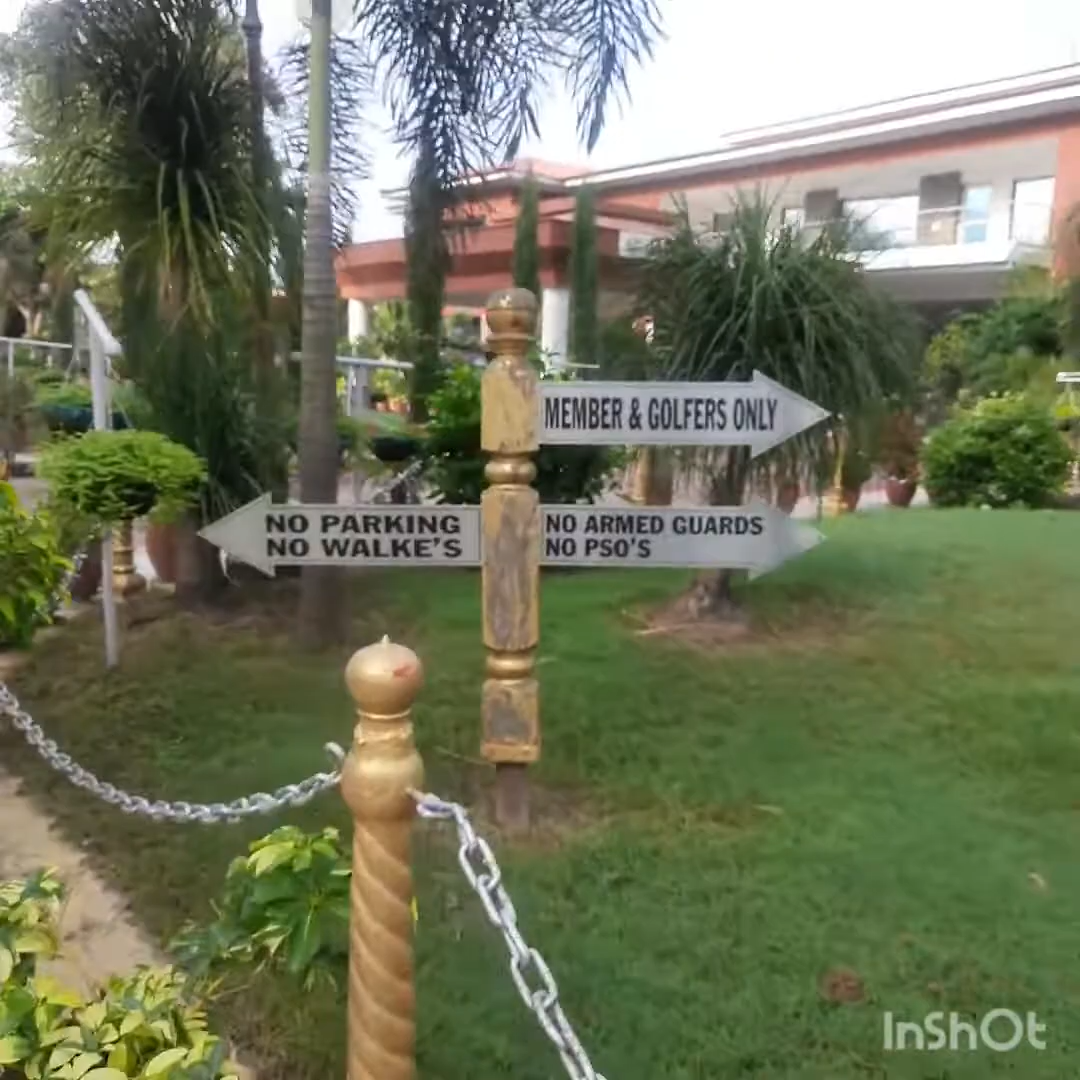 MEMBER & GOLFERS ONLY
NO PARKING
NO WALKE'S
NO ARMED GUARDS
NO PSO'S
InShOt